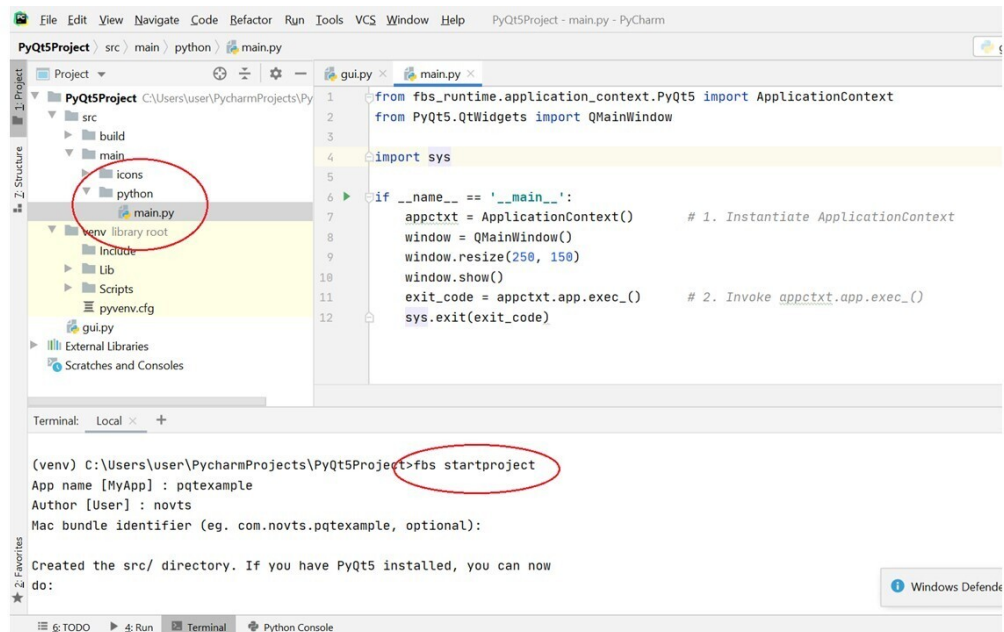 File Edit View Navigate Code Refactor Run Tools VCS Window Help PyQt5Project - main.py - PyCharm
PyQt5Project src main python main.py
1: Project
Project
PyQt5Project C:\Users\user\PycharmProjects\Py
src
build
main
icons
python
main.py
venv library root
Include
Lib
Scripts
pyvenv.cfg
gui.py
External Libraries
Scratches and Consoles
Z: Structure
2: Favorites
gui.py main.py
1 from fbs_runtime.application_context.PyQt5 import ApplicationContext
2 from PyQt5.QtWidgets import QMainWindow
3
4 import sys
5
6 if __name__ == '__main__':
7 appctxt = ApplicationContext() # 1. Instantiate ApplicationContext
8 window = QMainWindow()
9 window.resize(250, 150)
10 window.show()
11 exit_code = appctxt.app.exec_() # 2. Invoke appctxt.app.exec_()
12 sys.exit(exit_code)
Terminal: Local +
(venv) C:\Users\user\PycharmProjects\PyQt5Project>fbs startproject
App name [MyApp] : pqtexample
Author [User] : novts
Mac bundle identifier (eg. com.novts.pqtexample, optional):
Created the src/ directory. If you have PyQt5 installed, you can now
do:
Windows Defende
6: TODO 4: Run Terminal Python Console